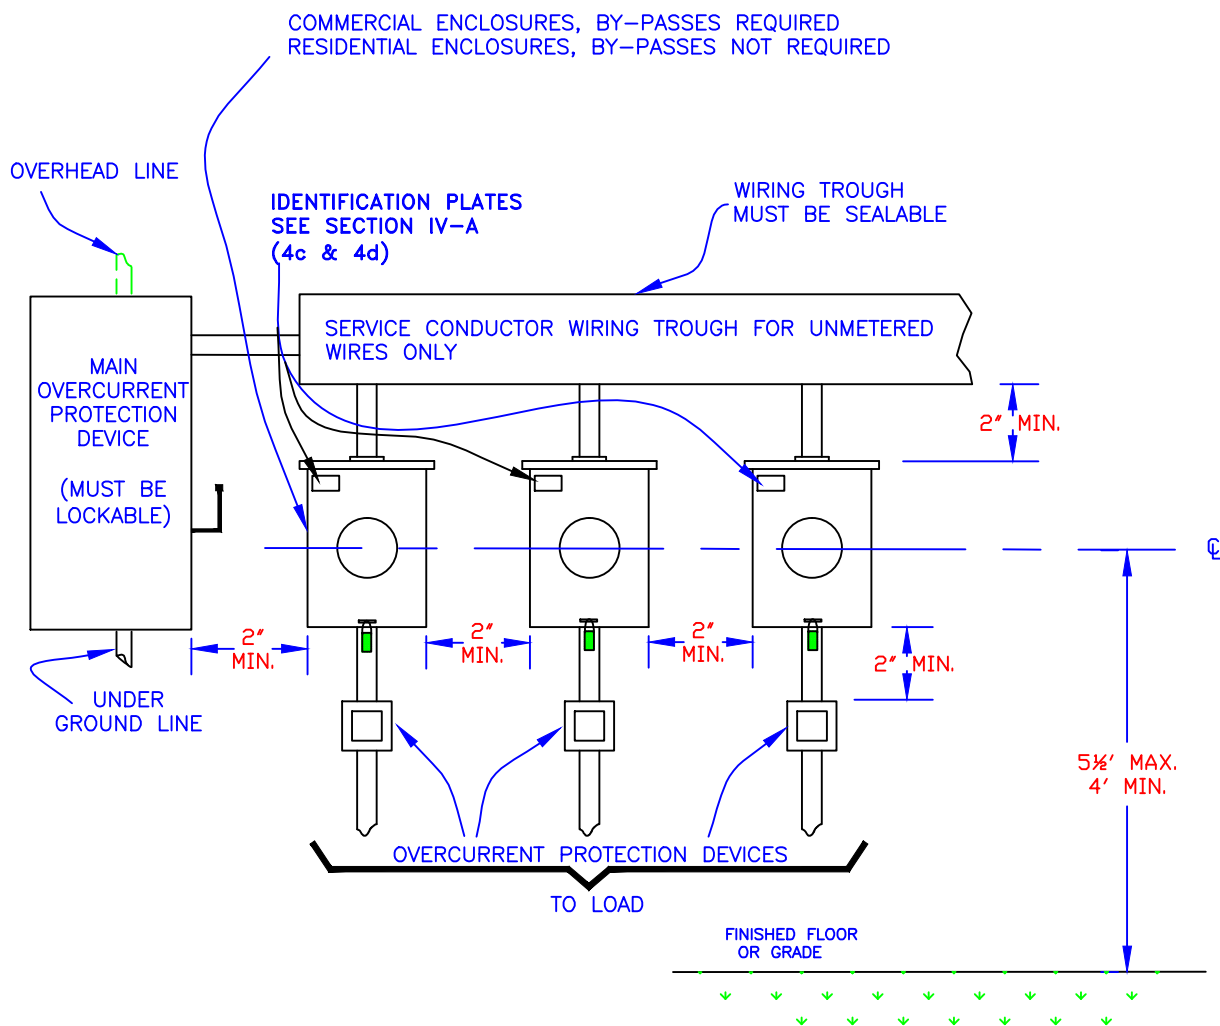 COMMERCIAL ENCLOSURES, BY-PASSES REQUIRED
RESIDENTIAL ENCLOSURES, BY-PASSES NOT REQUIRED
OVERHEAD LINE
IDENTIFICATION PLATES
SEE SECTION IV-A
(4c & 4d)
WIRING TROUGH
MUST BE SEALABLE
SERVICE CONDUCTOR WIRING TROUGH FOR UNMETERED
WIRES ONLY
MAIN
OVERCURRENT
PROTECTION
DEVICE
(MUST BE
LOCKABLE)
2" MIN.
℄
2"
MIN.
2"
MIN.
2"
MIN.
2" MIN.
UNDER
GROUND LINE
5½' MAX.
4' MIN.
OVERCURRENT PROTECTION DEVICES
TO LOAD
FINISHED FLOOR
OR GRADE